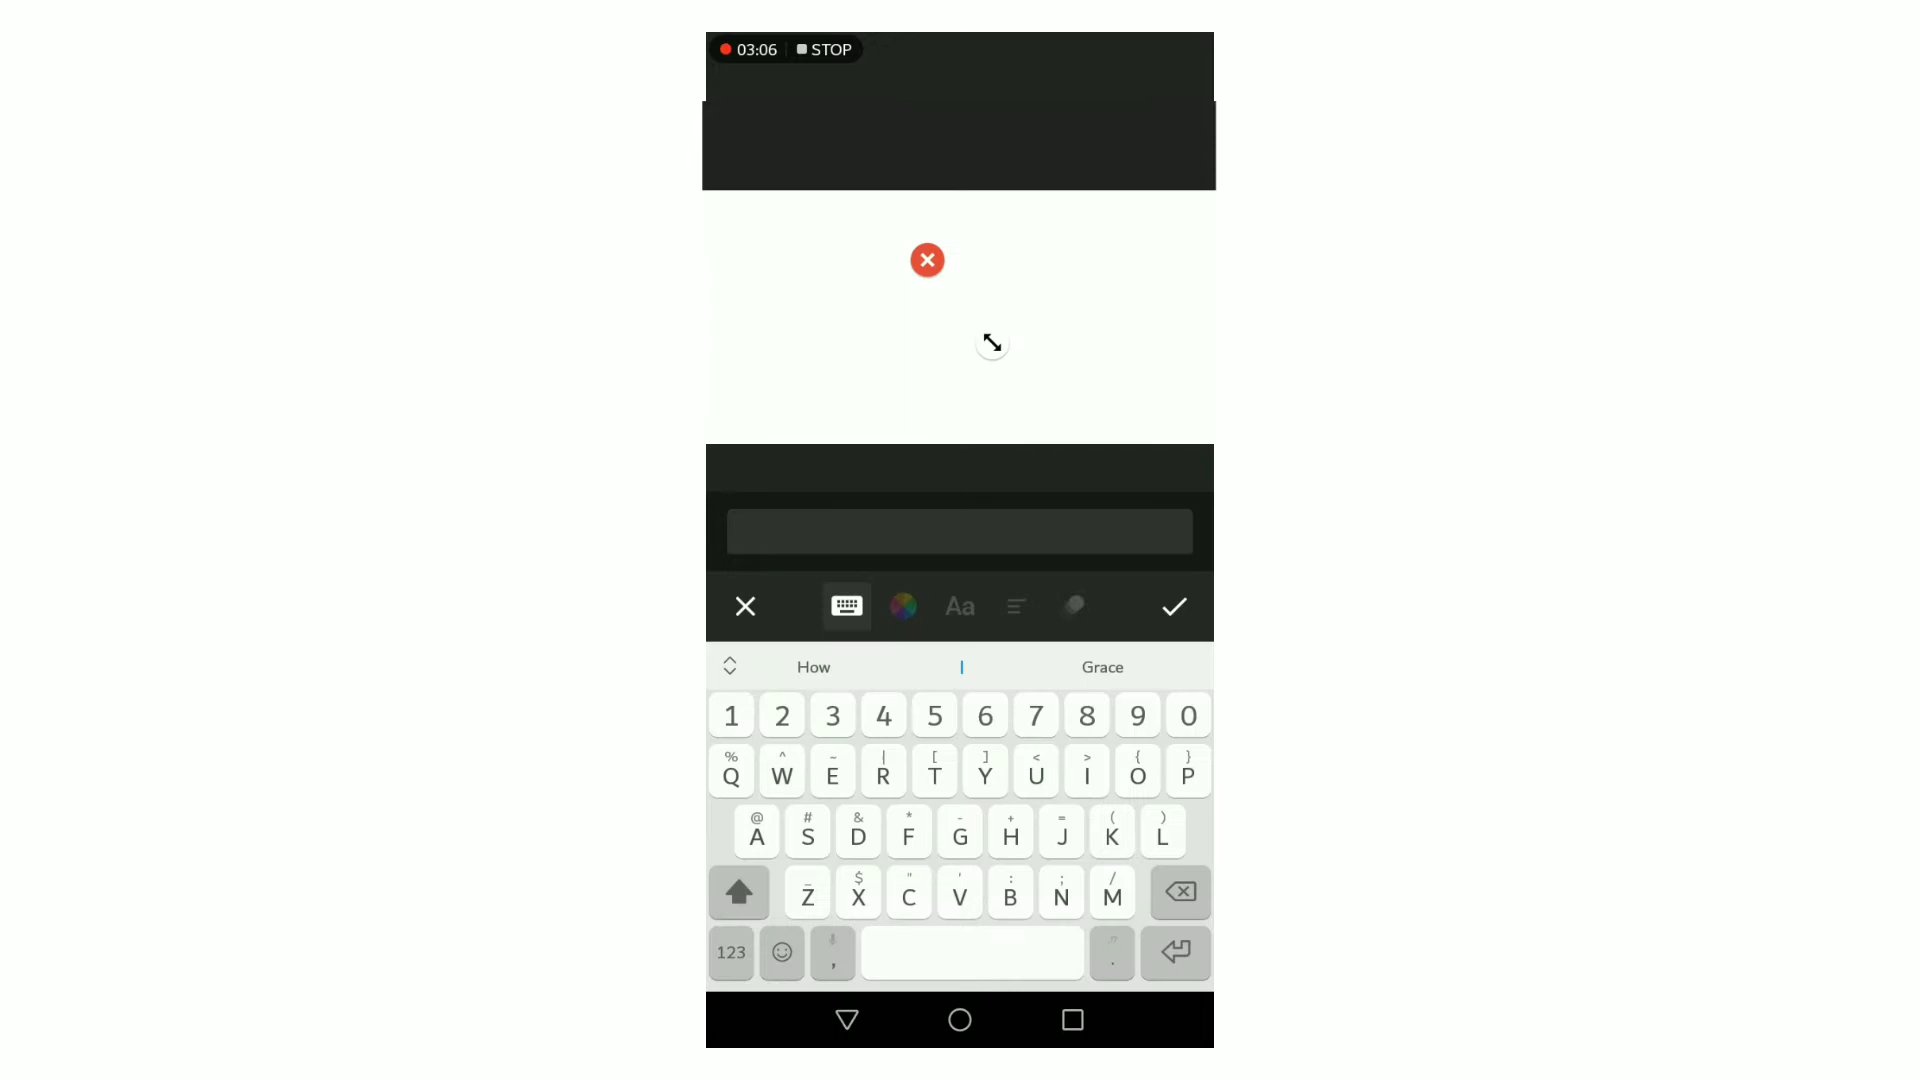 03:06 STOP
Aa
How I Grace
1 2 3 4 5 6 7 8 9 0
% ^ ~ | [ ] < > { }
Q W E R T Y U I O P
@ # & * - + = ( )
A S D F G H J K L
_ $ " ' : ; /
Z X C V B N M
123 , .